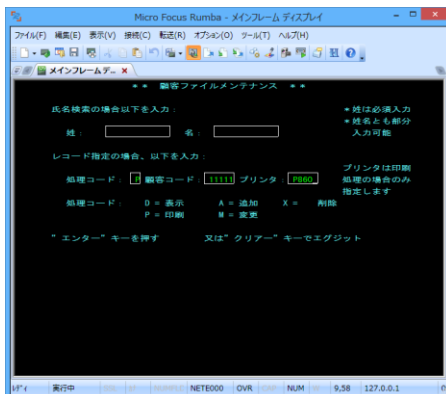 Micro Focus Rumba - メインフレーム ディスプレイ
ファイル(F) 編集(E) 表示(V) 接続(C) 転送(R) オプション(O) ツール(T) ヘルプ(H)
メインフレームデ...
* * 顧客ファイルメンテナンス * *
氏名検索の場合以下を入力: *姓は必須入力
*姓名とも部分
姓: 名: 入力可能
レコード指定の場合、以下を入力:
プリンタは印刷
処理コード: P 顧客コード: 11111 プリンタ: P860_ 処理の場合のみ
指定します
処理コード: D = 表示 A = 追加 X = 削除
P = 印刷 M = 変更
" エンター" キーを押す 又は" クリアー" キーでエグジット
レディ 実行中 NETE000 OVR NUM 9,58 127.0.0.1